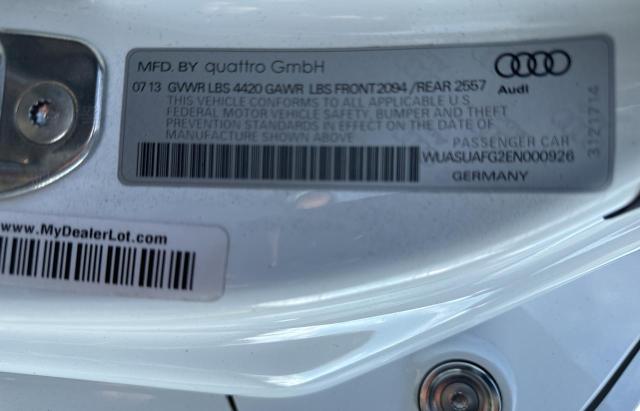 MFD. BY quattro GmbH
07 13 GVWR LBS 4420 GAWR LBS FRONT 2094 / REAR 2557
THIS VEHICLE CONFORMS TO ALL APPLICABLE U.S.
FEDERAL MOTOR VEHICLE SAFETY, BUMPER AND THEFT
PREVENTION STANDARDS IN EFFECT ON THE DATE OF
MANUFACTURE SHOWN ABOVE
Audi
PASSENGER CAR
WUASUAFG2EN000926
GERMANY
3121714
www.MyDealerLot.com